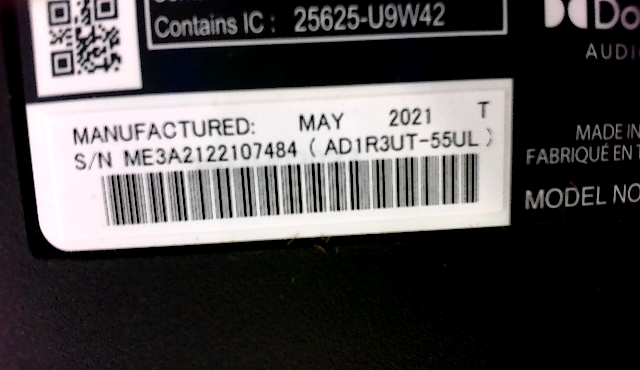 Contains IC : 25625-U9W42
AUDI
MANUFACTURED: MAY 2021 T
S/N ME3A2122107484 ( AD1R3UT-55UL )
MADE IN
FABRIQUÉ EN T
MODEL NO